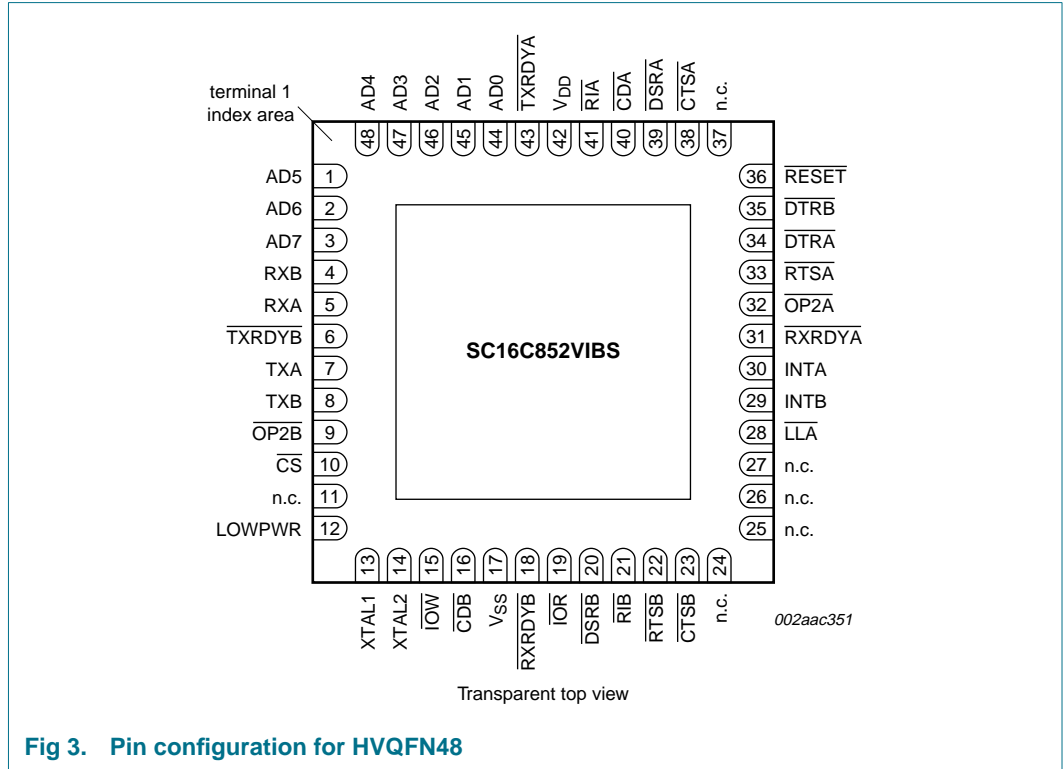 terminal 1
index area
AD4
AD3
AD2
AD1
AD0
TXRDYA
VDD
RIA
CDA
DSRA
CTSA
n.c.
48
47
46
45
44
43
42
41
40
39
38
37
AD5 1
AD6 2
AD7 3
RXB 4
RXA 5
TXRDYB 6
TXA 7
TXB 8
OP2B 9
CS 10
n.c. 11
LOWPWR 12
SC16C852VIBS
36 RESET
35 DTRB
34 DTRA
33 RTSA
32 OP2A
31 RXRDYA
30 INTA
29 INTB
28 LLA
27 n.c.
26 n.c.
25 n.c.
13
14
15
16
17
18
19
20
21
22
23
24
XTAL1
XTAL2
IOW
CDB
VSS
RXRDYB
IOR
DSRB
RIB
RTSB
CTSB
n.c.
002aac351
Transparent top view
Fig 3. Pin configuration for HVQFN48